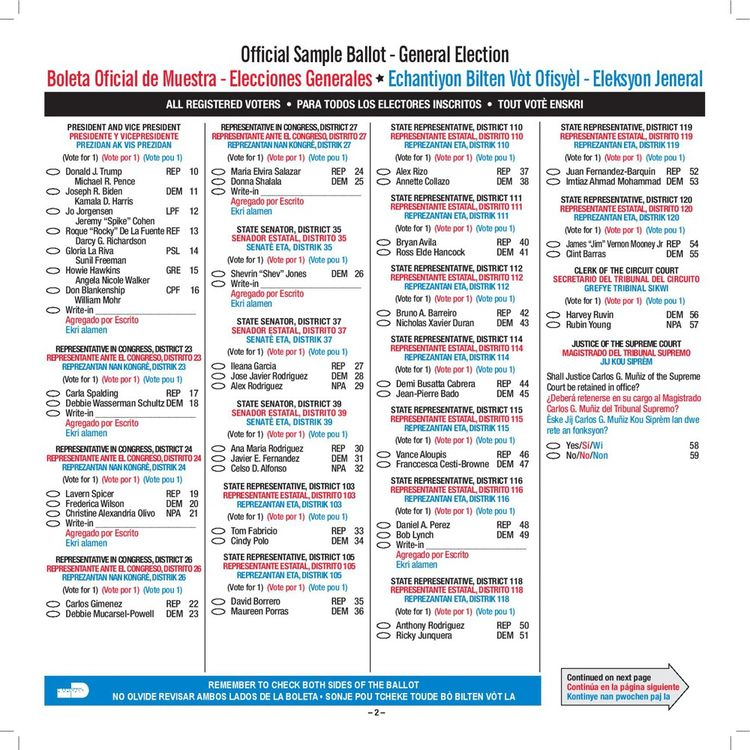 Official Sample Ballot - General Election
Boleta Oficial de Muestra - Elecciones Generales ★ Echantiyon Bilten Vòt Ofisyèl - Eleksyon Jeneral
ALL REGISTERED VOTERS • PARA TODOS LOS ELECTORES INSCRITOS • TOUT VOTÈ ENSKRI
PRESIDENT AND VICE PRESIDENT
PRESIDENTE Y VICEPRESIDENTE
PREZIDAN AK VIS PREZIDAN
(Vote for 1) (Vote por 1) (Vote pou 1)
Donald J. Trump REP 10
Michael R. Pence
Joseph R. Biden DEM 11
Kamala D. Harris
Jo Jorgensen LPF 12
Jeremy “Spike” Cohen
Roque “Rocky” De La Fuente REF 13
Darcy G. Richardson
Gloria La Riva PSL 14
Sunil Freeman
Howie Hawkins GRE 15
Angela Nicole Walker
Don Blankenship CPF 16
William Mohr
Write-in
Agregado por Escrito
Ekri alamen
REPRESENTATIVE IN CONGRESS, DISTRICT 23
REPRESENTANTE ANTE EL CONGRESO, DISTRITO 23
REPREZANTAN NAN KONGRÈ, DISTRIK 23
(Vote for 1) (Vote por 1) (Vote pou 1)
Carla Spalding REP 17
Debbie Wasserman Schultz DEM 18
Write-in
Agregado por Escrito
Ekri alamen
REPRESENTATIVE IN CONGRESS, DISTRICT 24
REPRESENTANTE ANTE EL CONGRESO, DISTRITO 24
REPREZANTAN NAN KONGRÈ, DISTRIK 24
(Vote for 1) (Vote por 1) (Vote pou 1)
Lavern Spicer REP 19
Frederica Wilson DEM 20
Christine Alexandria Olivo NPA 21
Write-in
Agregado por Escrito
Ekri alamen
REPRESENTATIVE IN CONGRESS, DISTRICT 26
REPRESENTANTE ANTE EL CONGRESO, DISTRITO 26
REPREZANTAN NAN KONGRÈ, DISTRIK 26
(Vote for 1) (Vote por 1) (Vote pou 1)
Carlos Gimenez REP 22
Debbie Mucarsel-Powell DEM 23
REPRESENTATIVE IN CONGRESS, DISTRICT 27
REPRESENTANTE ANTE EL CONGRESO, DISTRITO 27
REPREZANTAN NAN KONGRÈ, DISTRIK 27
(Vote for 1) (Vote por 1) (Vote pou 1)
Maria Elvira Salazar REP 24
Donna Shalala DEM 25
Write-in
Agregado por Escrito
Ekri alamen
STATE SENATOR, DISTRICT 35
SENADOR ESTATAL, DISTRITO 35
SENATÈ ETA, DISTRIK 35
(Vote for 1) (Vote por 1) (Vote pou 1)
Shevrin “Shev” Jones DEM 26
Write-in
Agregado por Escrito
Ekri alamen
STATE SENATOR, DISTRICT 37
SENADOR ESTATAL, DISTRITO 37
SENATÈ ETA, DISTRIK 37
(Vote for 1) (Vote por 1) (Vote pou 1)
Ileana Garcia REP 27
Jose Javier Rodriguez DEM 28
Alex Rodriguez NPA 29
STATE SENATOR, DISTRICT 39
SENADOR ESTATAL, DISTRITO 39
SENATÈ ETA, DISTRIK 39
(Vote for 1) (Vote por 1) (Vote pou 1)
Ana Maria Rodriguez REP 30
Javier E. Fernandez DEM 31
Celso D. Alfonso NPA 32
STATE REPRESENTATIVE, DISTRICT 103
REPRESENTANTE ESTATAL, DISTRITO 103
REPREZANTAN ETA, DISTRIK 103
(Vote for 1) (Vote por 1) (Vote pou 1)
Tom Fabricio REP 33
Cindy Polo DEM 34
STATE REPRESENTATIVE, DISTRICT 105
REPRESENTANTE ESTATAL, DISTRITO 105
REPREZANTAN ETA, DISTRIK 105
(Vote for 1) (Vote por 1) (Vote pou 1)
David Borrero REP 35
Maureen Porras DEM 36
STATE REPRESENTATIVE, DISTRICT 110
REPRESENTANTE ESTATAL, DISTRITO 110
REPREZANTAN ETA, DISTRIK 110
(Vote for 1) (Vote por 1) (Vote pou 1)
Alex Rizo REP 37
Annette Collazo DEM 38
STATE REPRESENTATIVE, DISTRICT 111
REPRESENTANTE ESTATAL, DISTRITO 111
REPREZANTAN ETA, DISTRIK 111
(Vote for 1) (Vote por 1) (Vote pou 1)
Bryan Avila REP 40
Ross Elde Hancock DEM 41
STATE REPRESENTATIVE, DISTRICT 112
REPRESENTANTE ESTATAL, DISTRITO 112
REPREZANTAN ETA, DISTRIK 112
(Vote for 1) (Vote por 1) (Vote pou 1)
Bruno A. Barreiro REP 42
Nicholas Xavier Duran DEM 43
STATE REPRESENTATIVE, DISTRICT 114
REPRESENTANTE ESTATAL, DISTRITO 114
REPREZANTAN ETA, DISTRIK 114
(Vote for 1) (Vote por 1) (Vote pou 1)
Demi Busatta Cabrera REP 44
Jean-Pierre Bado DEM 45
STATE REPRESENTATIVE, DISTRICT 115
REPRESENTANTE ESTATAL, DISTRITO 115
REPREZANTAN ETA, DISTRIK 115
(Vote for 1) (Vote por 1) (Vote pou 1)
Vance Aloupis REP 46
Franccesca Cesti-Browne DEM 47
STATE REPRESENTATIVE, DISTRICT 116
REPRESENTANTE ESTATAL, DISTRITO 116
REPREZANTAN ETA, DISTRIK 116
(Vote for 1) (Vote por 1) (Vote pou 1)
Daniel A. Perez REP 48
Bob Lynch DEM 49
Write-in
Agregado por Escrito
Ekri alamen
STATE REPRESENTATIVE, DISTRICT 118
REPRESENTANTE ESTATAL, DISTRITO 118
REPREZANTAN ETA, DISTRIK 118
(Vote for 1) (Vote por 1) (Vote pou 1)
Anthony Rodriguez REP 50
Ricky Junquera DEM 51
STATE REPRESENTATIVE, DISTRICT 119
REPRESENTANTE ESTATAL, DISTRITO 119
REPREZANTAN ETA, DISTRIK 119
(Vote for 1) (Vote por 1) (Vote pou 1)
Juan Fernandez-Barquin REP 52
Imtiaz Ahmad Mohammad DEM 53
STATE REPRESENTATIVE, DISTRICT 120
REPRESENTANTE ESTATAL, DISTRITO 120
REPREZANTAN ETA, DISTRIK 120
(Vote for 1) (Vote por 1) (Vote pou 1)
James “Jim” Vernon Mooney Jr REP 54
Clint Barras DEM 55
CLERK OF THE CIRCUIT COURT
SECRETARIO DEL TRIBUNAL DEL CIRCUITO
GREFYE TRIBINAL SIKWI
(Vote for 1) (Vote por 1) (Vote pou 1)
Harvey Ruvin DEM 56
Rubin Young NPA 57
JUSTICE OF THE SUPREME COURT
MAGISTRADO DEL TRIBUNAL SUPREMO
JIJ KOU SIPRÈM
Shall Justice Carlos G. Muñiz of the Supreme
Court be retained in office?
¿Deberá retenerse en su cargo al Magistrado
Carlos G. Muñiz del Tribunal Supremo?
Èske Jij Carlos G. Muñiz Kou Siprèm lan dwe
rete an fonksyon?
Yes/Sí/Wi 58
No/No/Non 59
REMEMBER TO CHECK BOTH SIDES OF THE BALLOT
NO OLVIDE REVISAR AMBOS LADOS DE LA BOLETA • SONJE POU TCHEKE TOUDE BÒ BILTEN VÒT LA
Continued on next page
Continúa en la página siguiente
Kontinye nan pwochen paj la
– 2 –